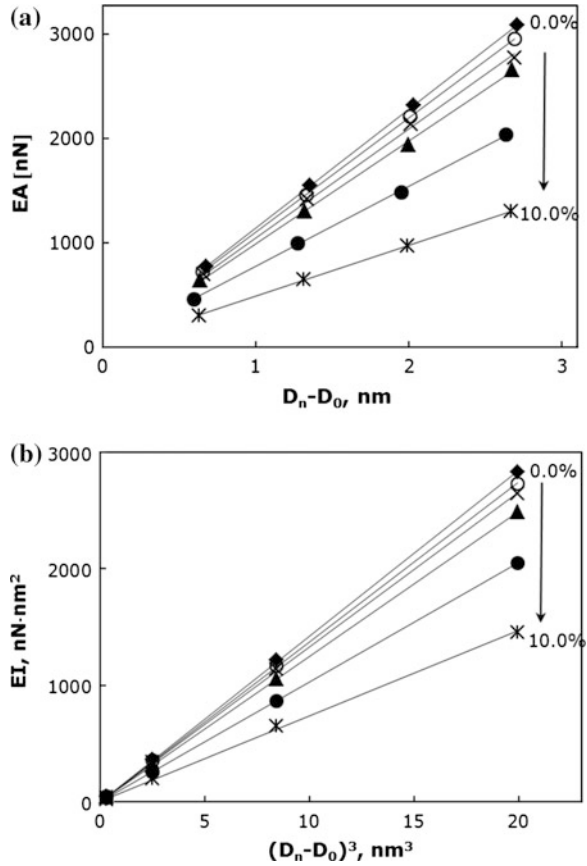 (a)
3000
2000
1000
0
EA [nN]
0.0%
10.0%
0 1 2 3
Dₙ-D₀, nm
(b)
3000
2000
1000
0
EI, nN·nm²
0.0%
10.0%
0 5 10 15 20
(Dₙ-D₀)³, nm³